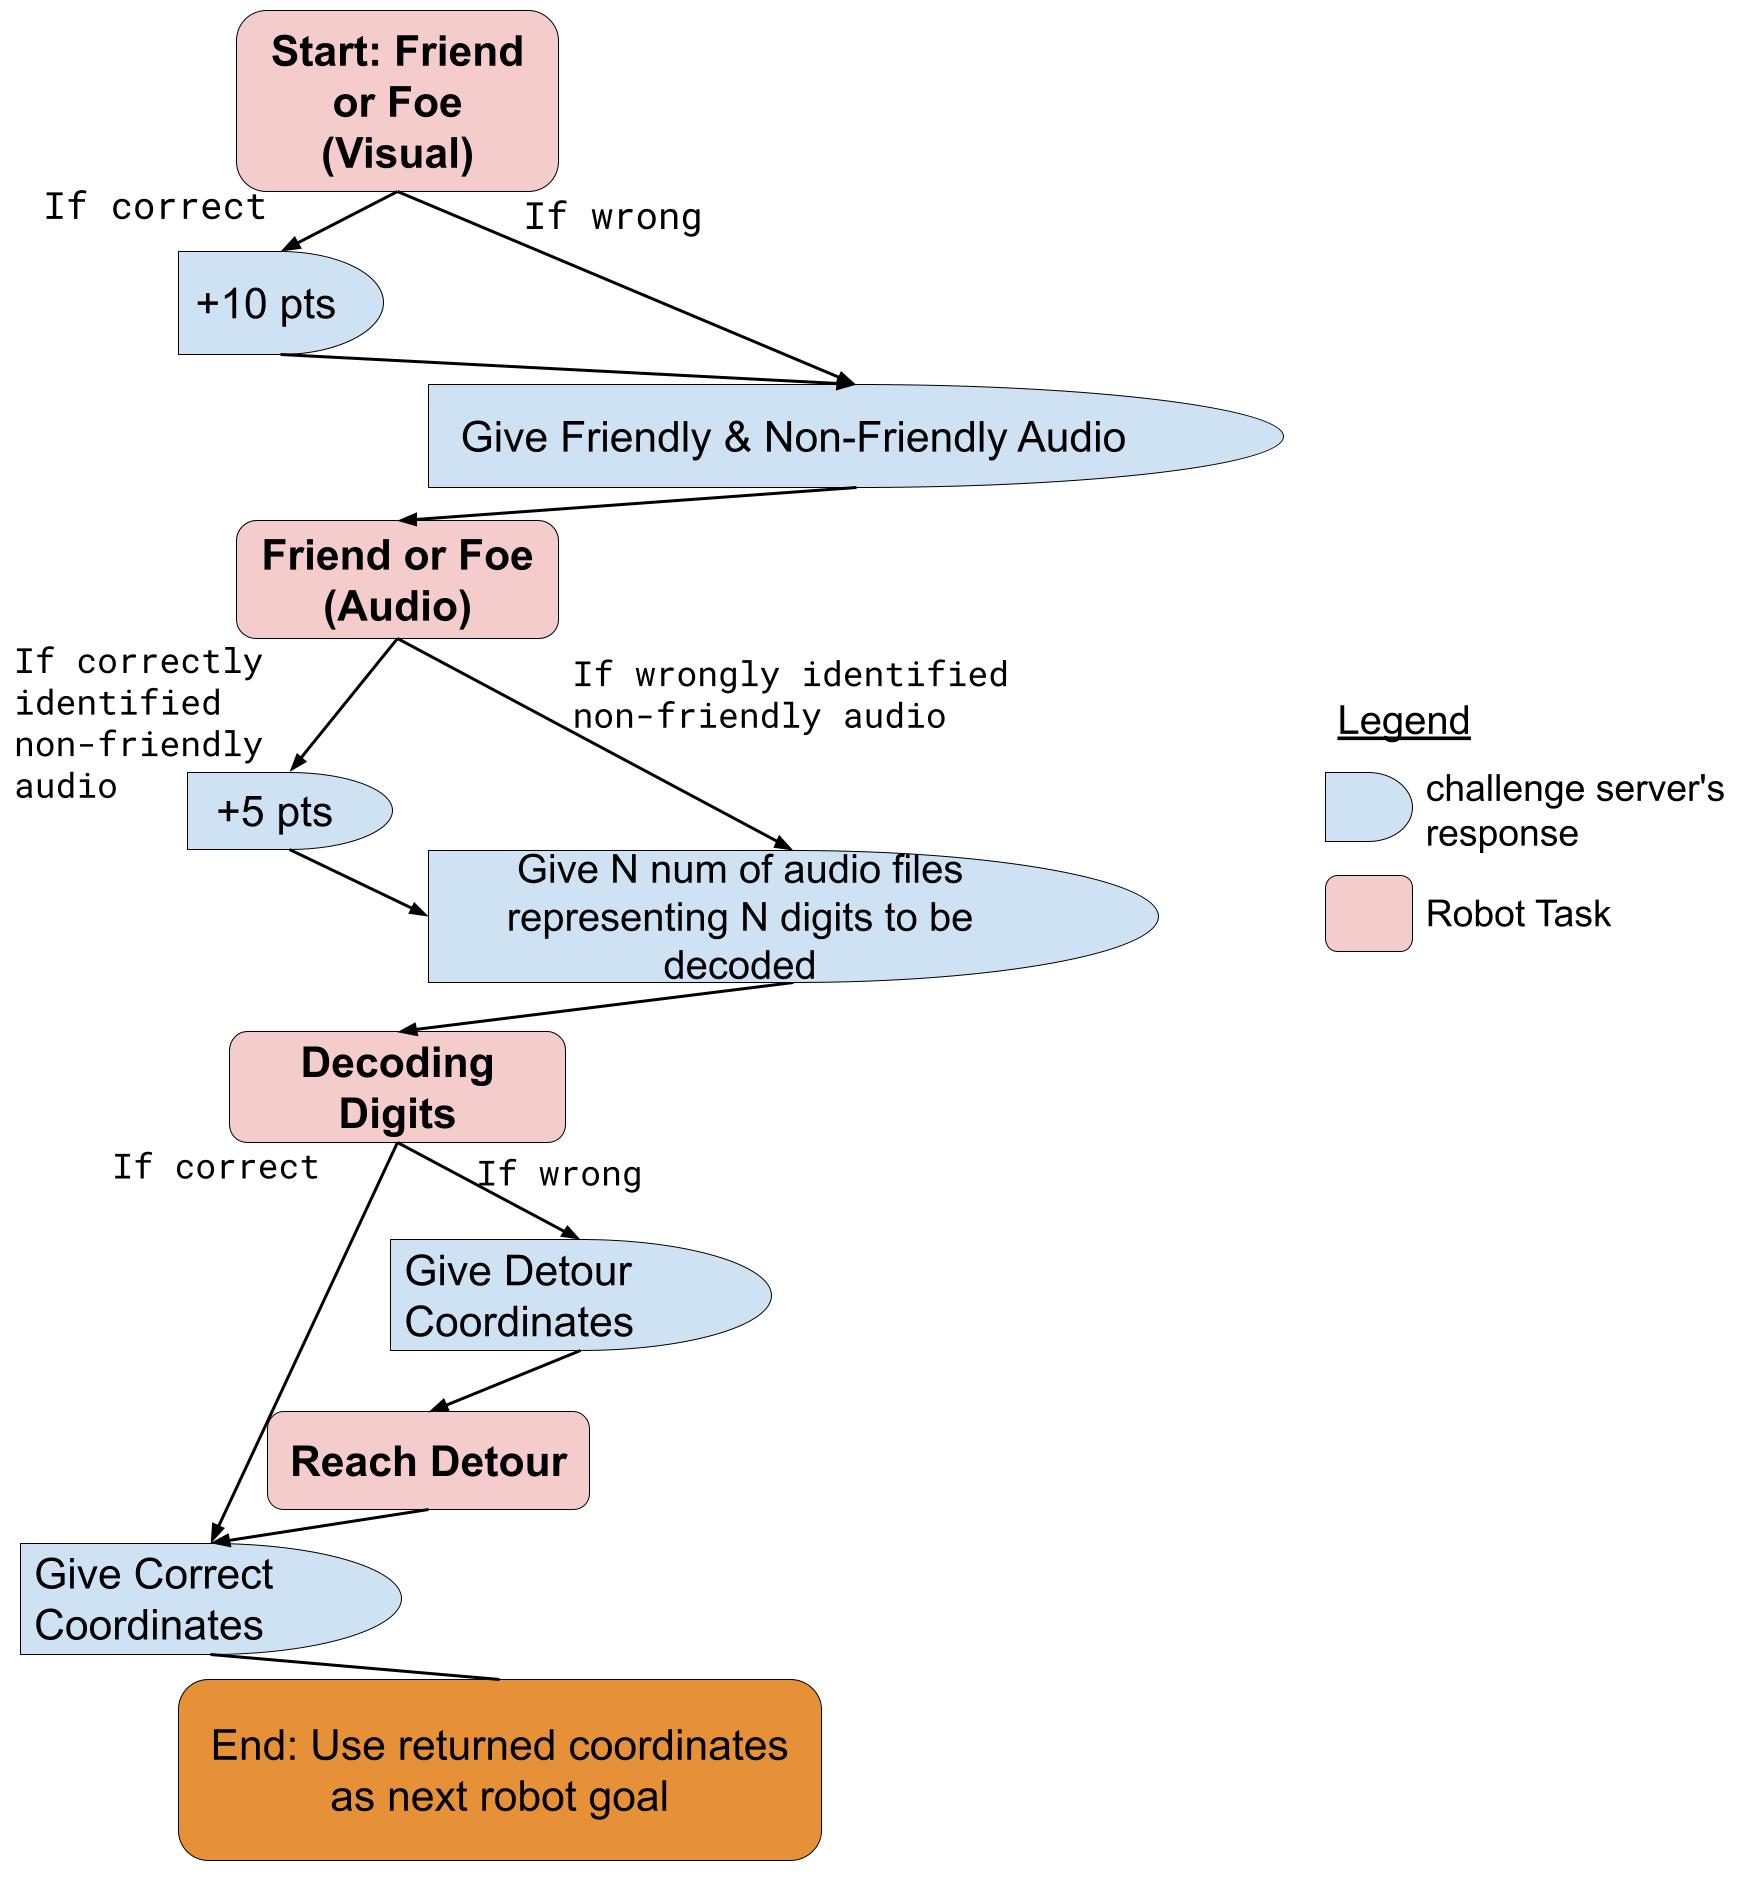 Start: Friend
or Foe
(Visual)
If correct
If wrong
+10 pts
Give Friendly & Non-Friendly Audio
Friend or Foe
(Audio)
If correctly
identified
non-friendly
audio
If wrongly identified
non-friendly audio
+5 pts
Give N num of audio files
representing N digits to be
decoded
Legend
challenge server's
response
Robot Task
Decoding
Digits
If correct
If wrong
Give Detour
Coordinates
Reach Detour
Give Correct
Coordinates
End: Use returned coordinates
as next robot goal